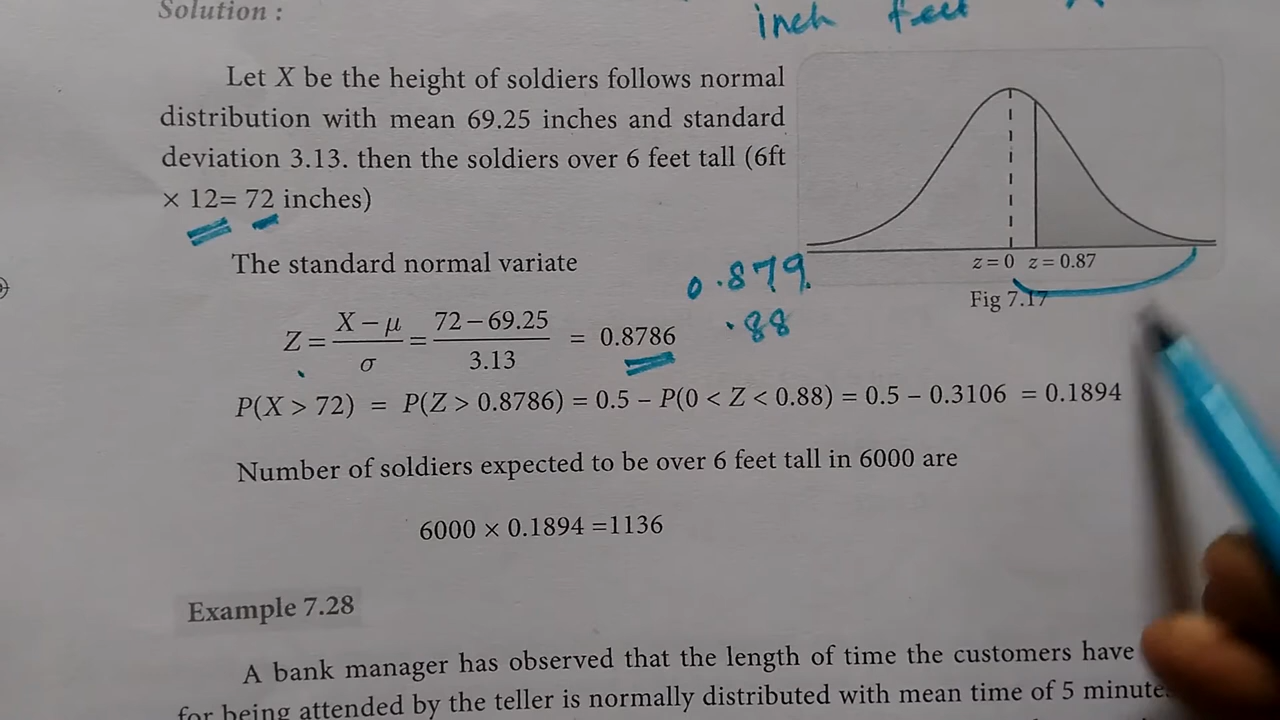 Solution :
inch feet
Let X be the height of soldiers follows normal
distribution with mean 69.25 inches and standard
deviation 3.13. then the soldiers over 6 feet tall (6ft
× 12= 72 inches)
The standard normal variate
Z = (X − μ)/σ = (72 − 69.25)/3.13 = 0.8786
0.879
.88
z = 0 z = 0.87
Fig 7.17
P(X > 72) = P(Z > 0.8786) = 0.5 − P(0 < Z < 0.88) = 0.5 − 0.3106 = 0.1894
Number of soldiers expected to be over 6 feet tall in 6000 are
6000 × 0.1894 =1136
Example 7.28
A bank manager has observed that the length of time the customers have
for being attended by the teller is normally distributed with mean time of 5 minute